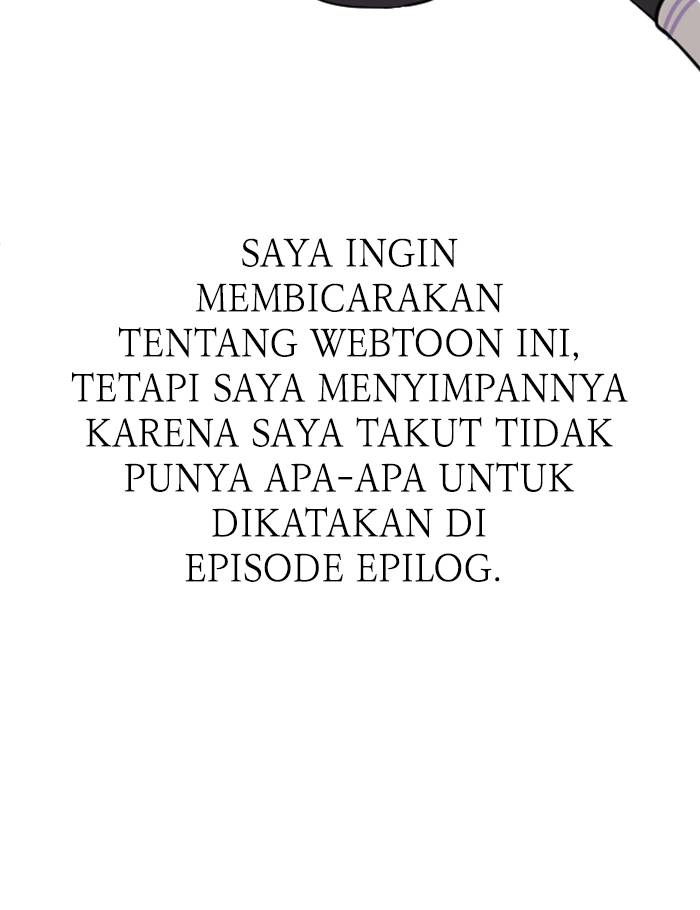 SAYA INGIN
MEMBICARAKAN
TENTANG WEBTOON INI,
TETAPI SAYA MENYIMPANNYA
KARENA SAYA TAKUT TIDAK
PUNYA APA-APA UNTUK
DIKATAKAN DI
EPISODE EPILOG.